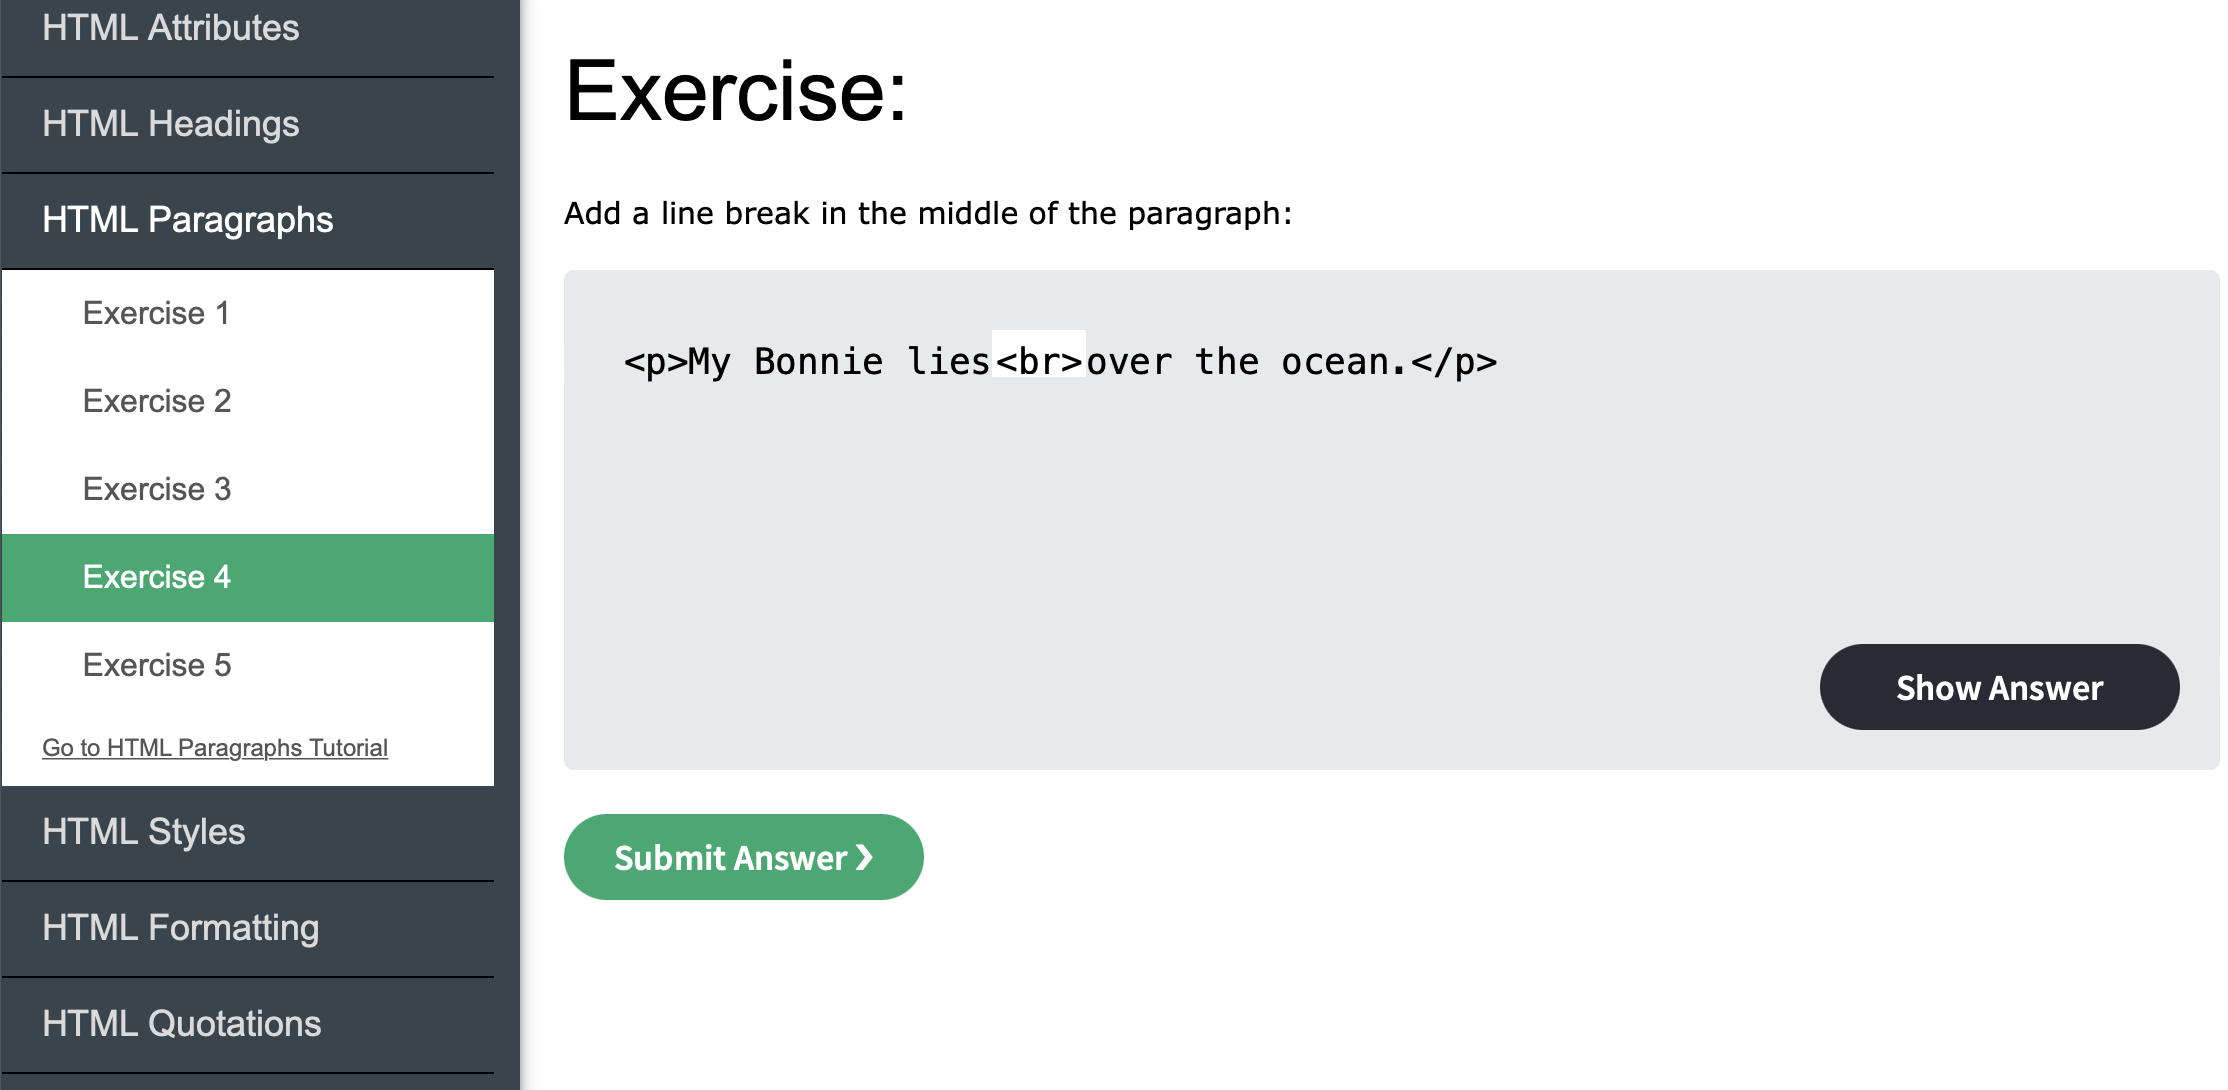 HTML Attributes
HTML Headings
HTML Paragraphs
Exercise 1
Exercise 2
Exercise 3
Exercise 4
Exercise 5
Go to HTML Paragraphs Tutorial
HTML Styles
HTML Formatting
HTML Quotations
Exercise:
Add a line break in the middle of the paragraph:
<p>My Bonnie lies<br>over the ocean.</p>
Show Answer
Submit Answer ❯